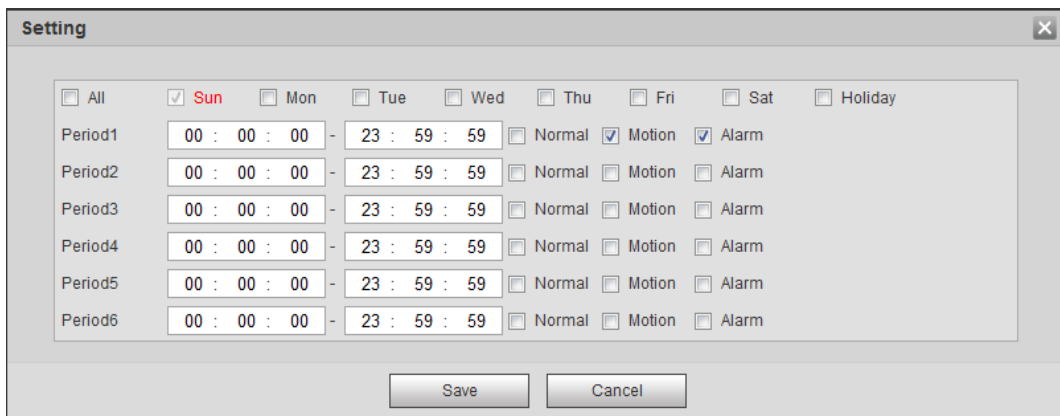 Setting
All Sun Mon Tue Wed Thu Fri Sat Holiday
Period1 00 : 00 : 00 - 23 : 59 : 59 Normal Motion Alarm
Period2 00 : 00 : 00 - 23 : 59 : 59 Normal Motion Alarm
Period3 00 : 00 : 00 - 23 : 59 : 59 Normal Motion Alarm
Period4 00 : 00 : 00 - 23 : 59 : 59 Normal Motion Alarm
Period5 00 : 00 : 00 - 23 : 59 : 59 Normal Motion Alarm
Period6 00 : 00 : 00 - 23 : 59 : 59 Normal Motion Alarm
Save Cancel